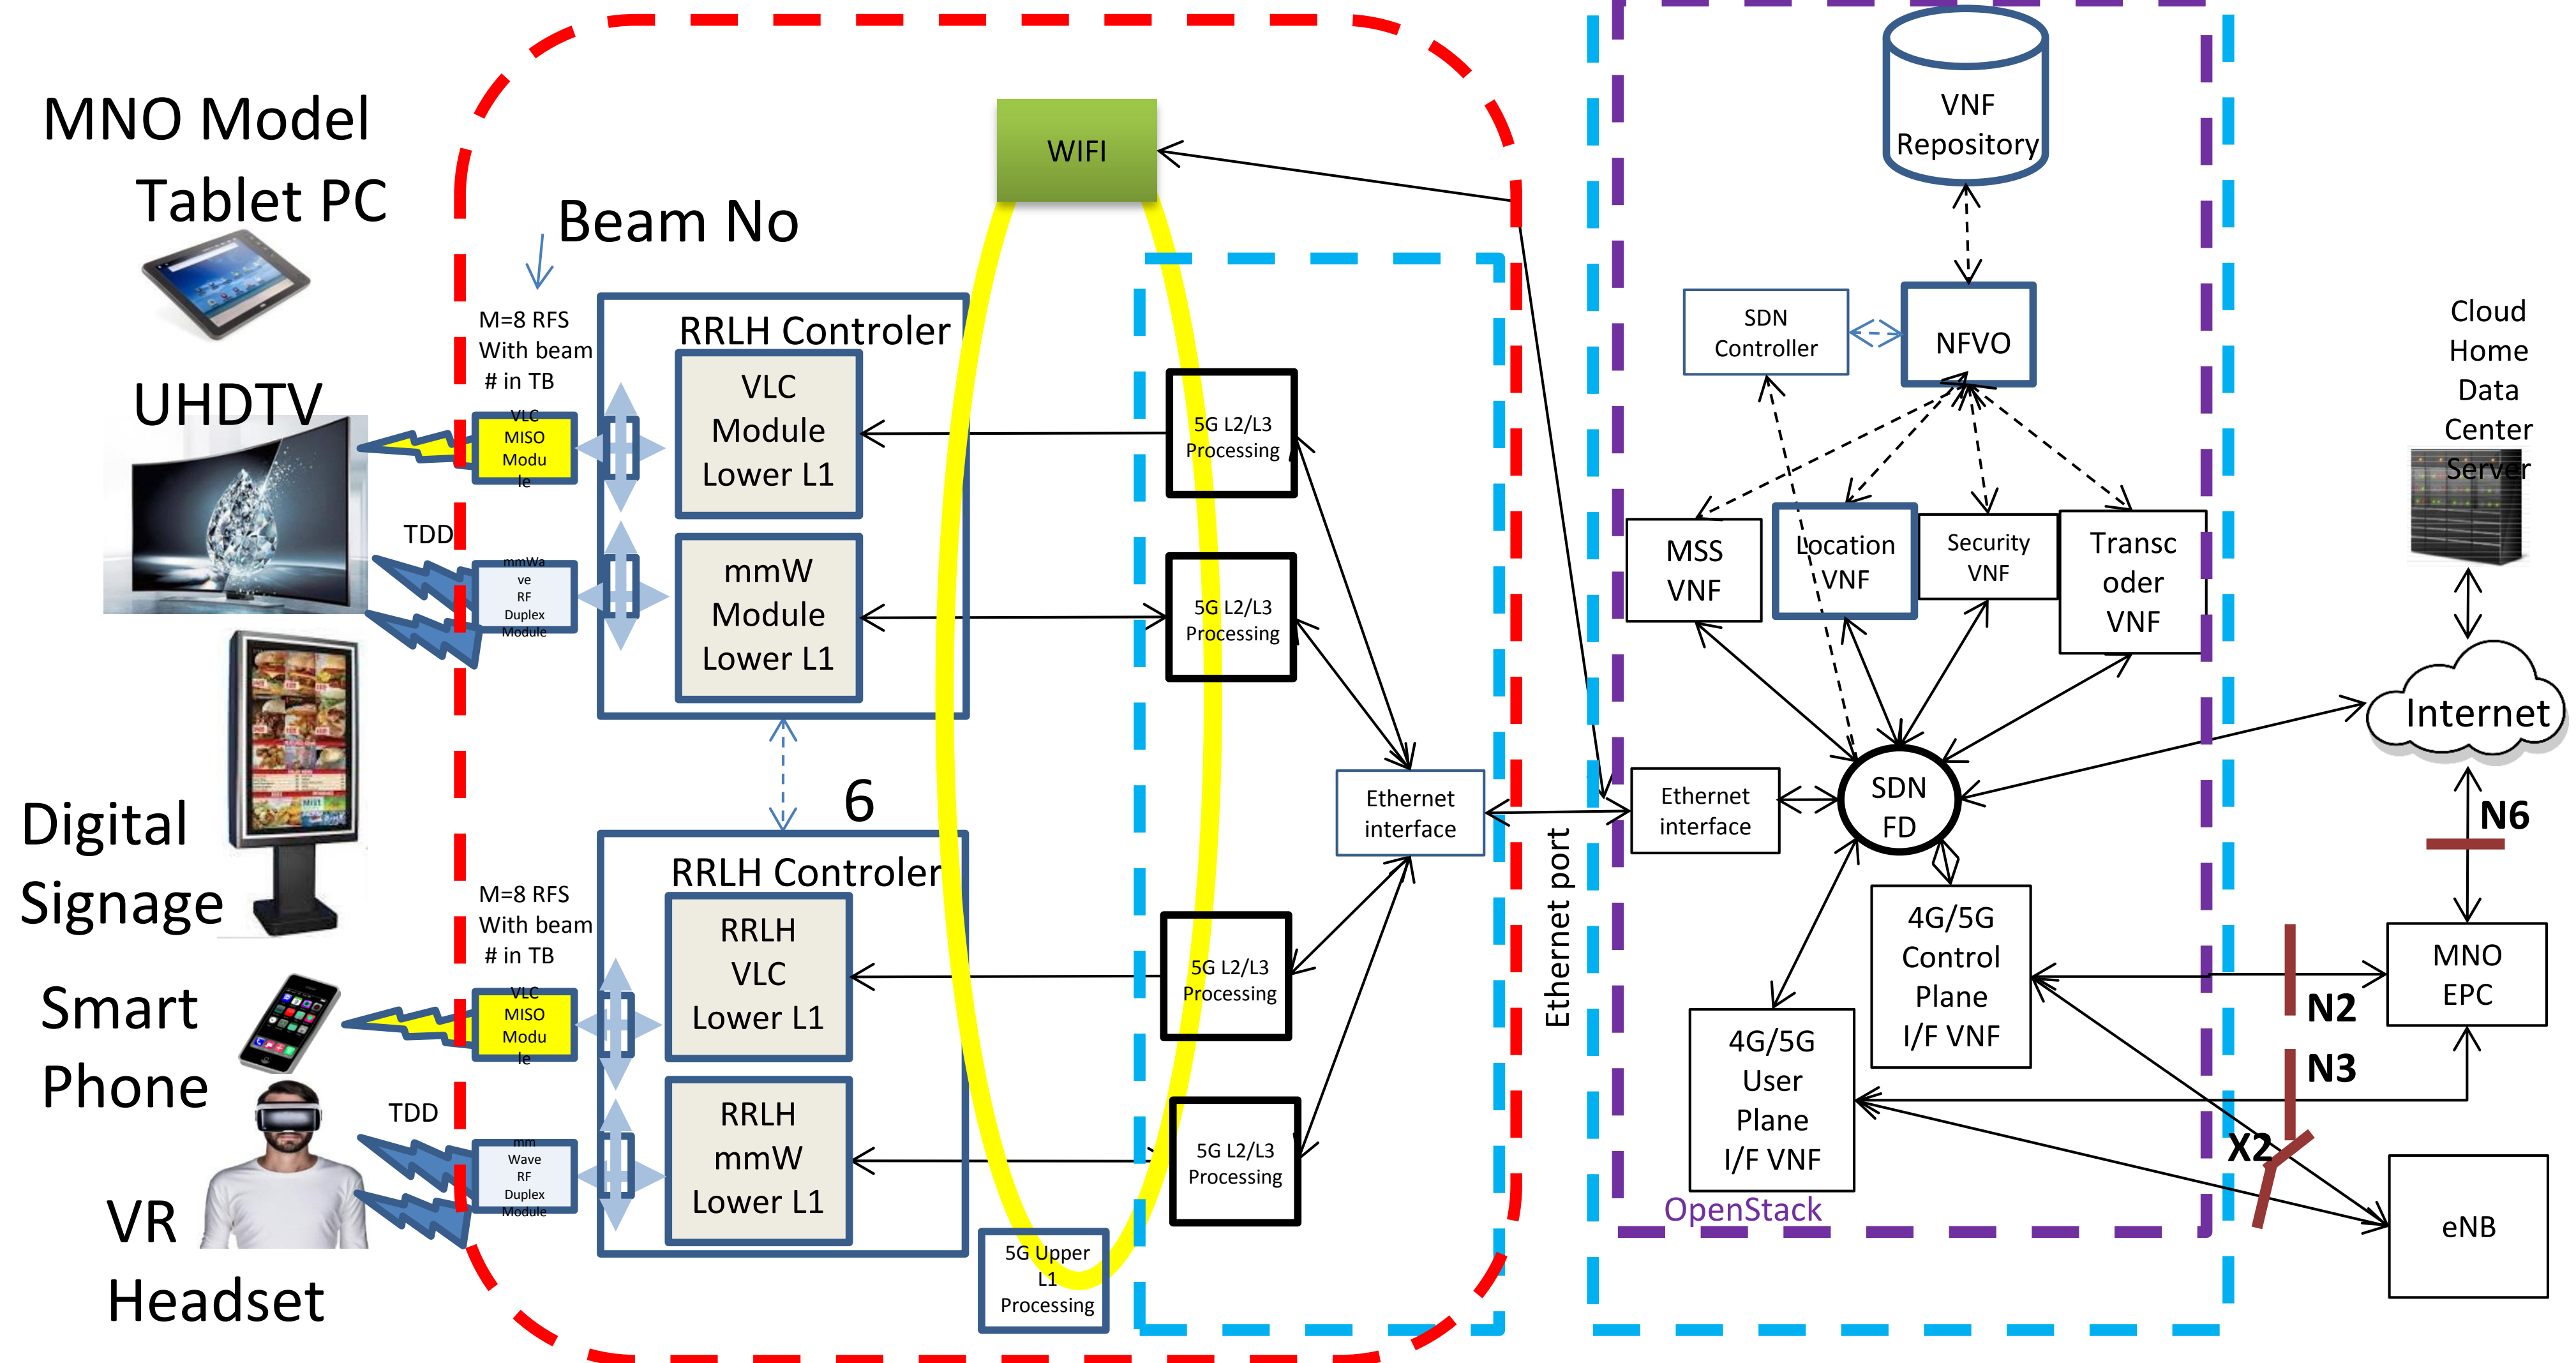 MNO Model
Tablet PC
UHDTV
Digital
Signage
Smart
Phone
VR
Headset
Beam No
M=8 RFS
With beam
# in TB
VLC
MISO
Modu
le
TDD
mmWa
ve
RF
Duplex
Module
RRLH Controler
VLC
Module
Lower L1
mmW
Module
Lower L1
6
M=8 RFS
With beam
# in TB
VLC
MISO
Modu
le
TDD
mm
Wave
RF
Duplex
Module
RRLH Controler
RRLH
VLC
Lower L1
RRLH
mmW
Lower L1
WIFI
5G L2/L3
Processing
5G L2/L3
Processing
5G L2/L3
Processing
5G L2/L3
Processing
5G Upper
L1
Processing
Ethernet
interface
Ethernet port
Ethernet
interface
VNF
Repository
SDN
Controller
NFVO
MSS
VNF
Location
VNF
Security
VNF
Transc
oder
VNF
SDN
FD
4G/5G
Control
Plane
I/F VNF
4G/5G
User
Plane
I/F VNF
OpenStack
Cloud
Home
Data
Center
Server
Internet
N6
MNO
EPC
N2
N3
X2
eNB